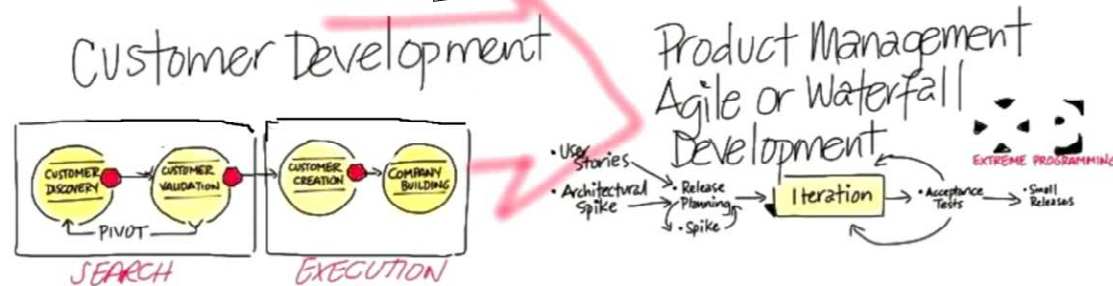 Customer Development
CUSTOMER
DISCOVERY
CUSTOMER
VALIDATION
CUSTOMER
CREATION
COMPANY
BUILDING
PIVOT
SEARCH
EXECUTION
Product Management
Agile or Waterfall
Development
XP
EXTREME PROGRAMMING
• User
Stories
• Architectural
Spike
• Release
Planning
• Spike
Iteration
• Acceptance
Tests
• Small
Releases